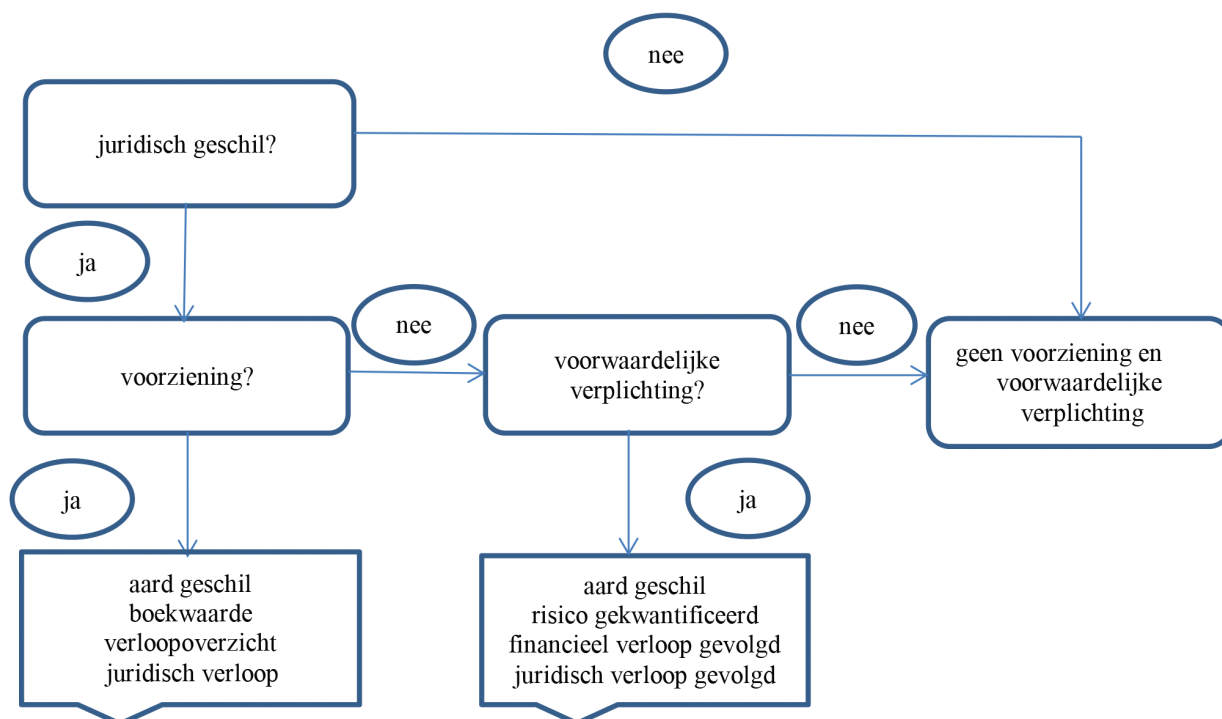 nee
juridisch geschil?
ja
voorziening?
nee
voorwaardelijke
verplichting?
nee
geen voorziening en
voorwaardelijke
verplichting
ja
ja
aard geschil
boekwaarde
verloopoverzicht
juridisch verloop
aard geschil
risico gekwantificeerd
financieel verloop gevolgd
juridisch verloop gevolgd